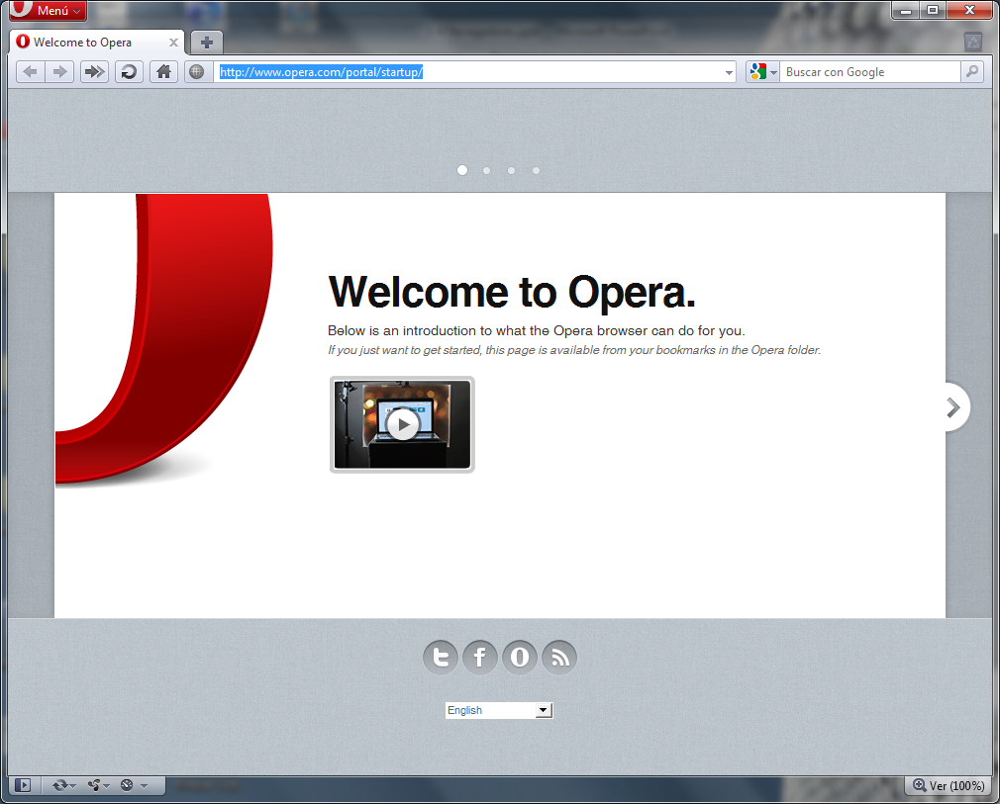 Menú
Welcome to Opera
http://www.opera.com/portal/startup/
Buscar con Google
Welcome to Opera.
Below is an introduction to what the Opera browser can do for you.
If you just want to get started, this page is available from your bookmarks in the Opera folder.
English
Ver (100%)